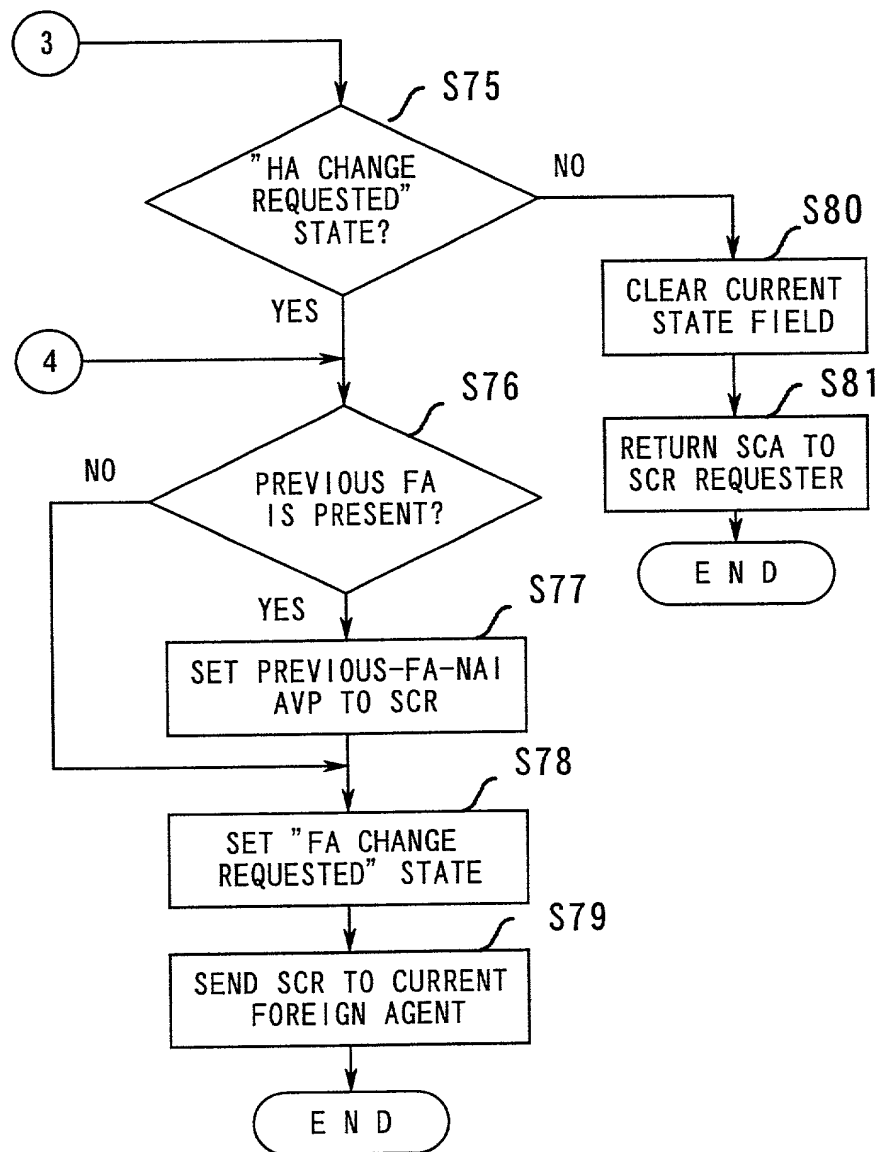 3
S75
"HA CHANGE
REQUESTED"
STATE?
NO
YES
S80
CLEAR CURRENT
STATE FIELD
4
S76
S81
RETURN SCA TO
SCR REQUESTER
NO
PREVIOUS FA
IS PRESENT?
END
YES
S77
SET PREVIOUS-FA-NAI
AVP TO SCR
S78
SET "FA CHANGE
REQUESTED" STATE
S79
SEND SCR TO CURRENT
FOREIGN AGENT
END